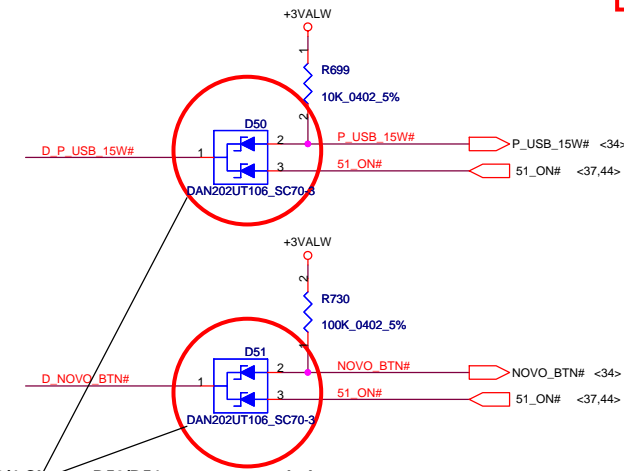 +3VALW
1
R699
10K_0402_5%
2
D50
D_P_USB_15W#
1
2
P_USB_15W#
P_USB_15W# <34>
3
51_ON#
51_ON# <37,44>
DAN202UT106_SC70-3
+3VALW
2
R730
100K_0402_5%
1
D51
D_NOVO_BTN#
1
2
NOVO_BTN#
NOVO_BTN# <34>
3
51_ON#
51_ON# <37,44>
DAN202UT106_SC70-3